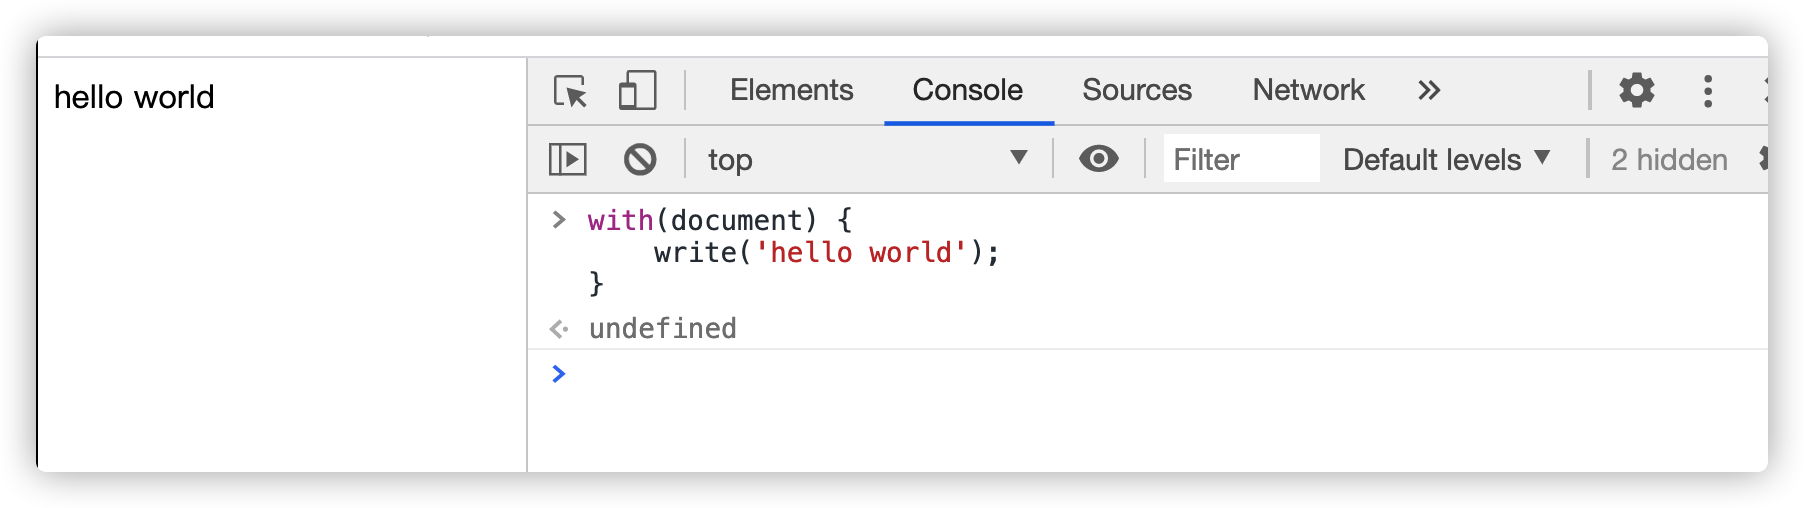 hello world
Elements Console Sources Network
top Filter Default levels 2 hidden
with(document) {
    write('hello world');
}
undefined